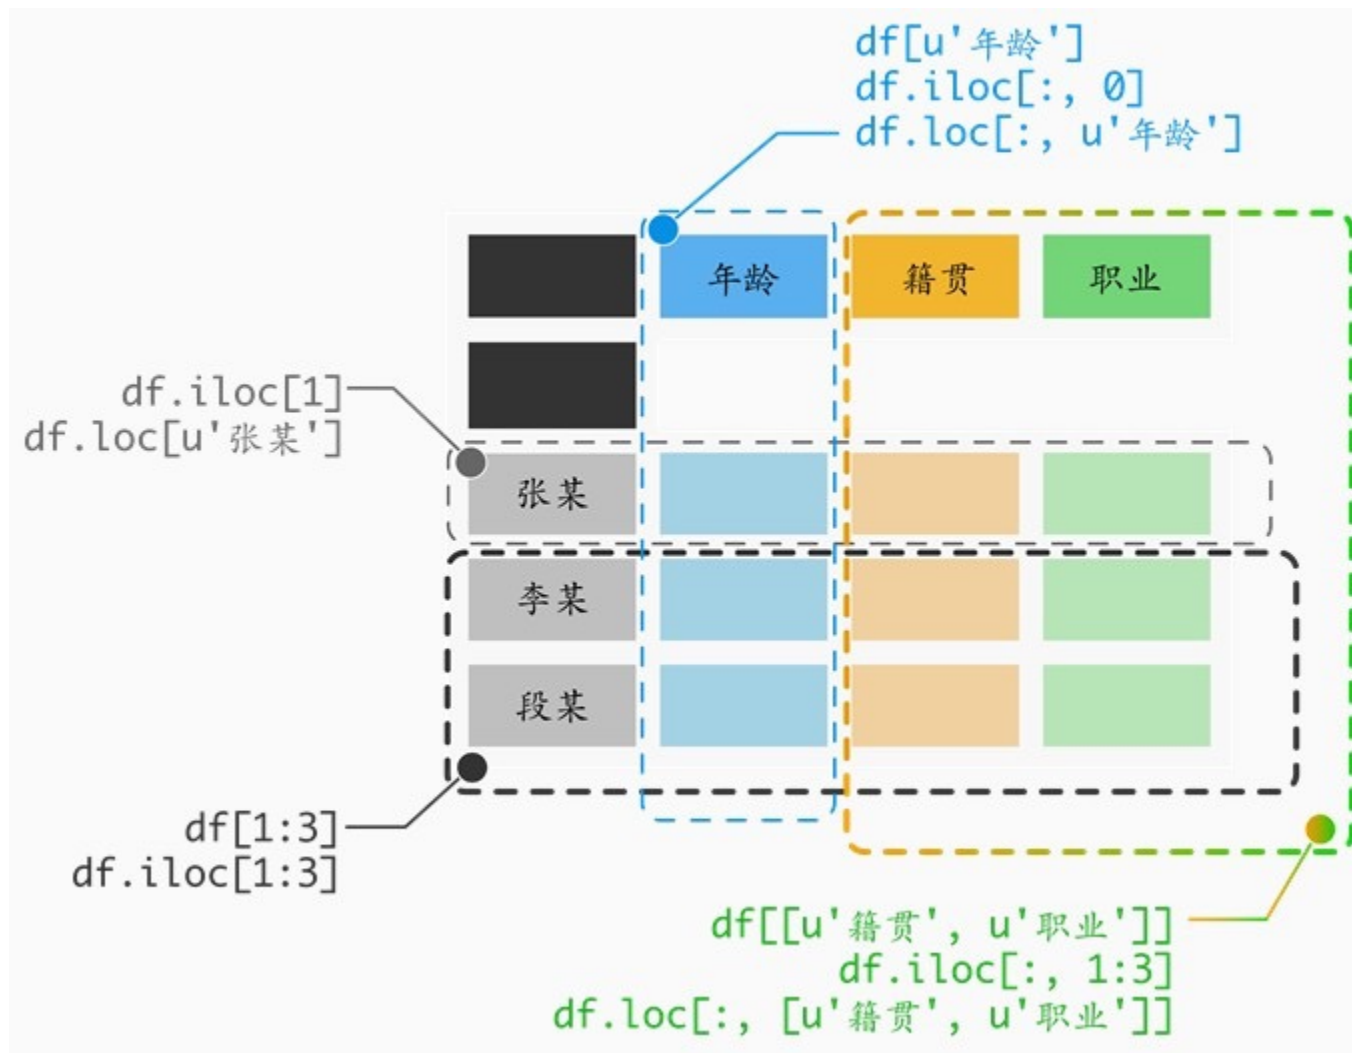 df[u'年龄']
df.iloc[:, 0]
df.loc[:, u'年龄']
年龄 籍贯 职业
df.iloc[1]
df.loc[u'张某']
张某
李某
段某
df[1:3]
df.iloc[1:3]
df[[u'籍贯', u'职业']]
df.iloc[:, 1:3]
df.loc[:, [u'籍贯', u'职业']]